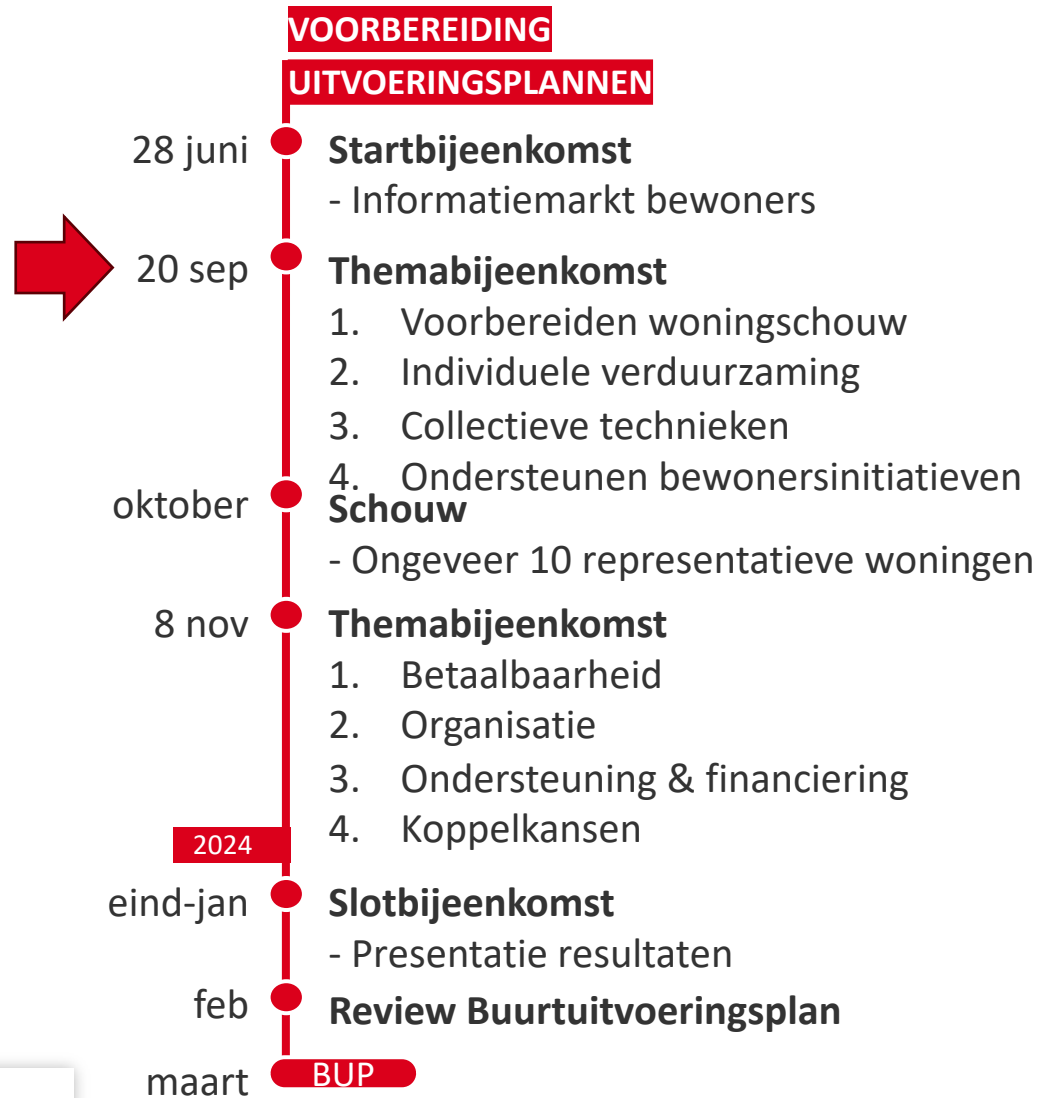 VOORBEREIDING
UITVOERINGSPLANNEN
28 juni Startbijeenkomst
- Informatiemarkt bewoners
20 sep Themabijeenkomst
1. Voorbereiden woningschouw
2. Individuele verduurzaming
3. Collectieve technieken
4. Ondersteunen bewonersinitiatieven
oktober Schouw
- Ongeveer 10 representatieve woningen
8 nov Themabijeenkomst
1. Betaalbaarheid
2. Organisatie
3. Ondersteuning & financiering
4. Koppelkansen
2024
eind-jan Slotbijeenkomst
- Presentatie resultaten
feb Review Buurtuitvoeringsplan
maart BUP